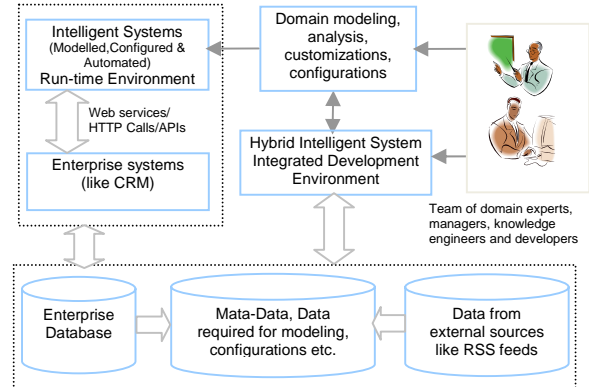 Intelligent Systems
(Modelled,Configured &
Automated)
Run-time Environment
Domain modeling,
analysis,
customizations,
configurations
Web services/
HTTP Calls/APIs
Enterprise systems
(like CRM)
Hybrid Intelligent System
Integrated Development
Environment
Team of domain experts,
managers, knowledge
engineers and developers
Enterprise
Database
Mata-Data, Data
required for modeling,
configurations etc.
Data from
external sources
like RSS feeds